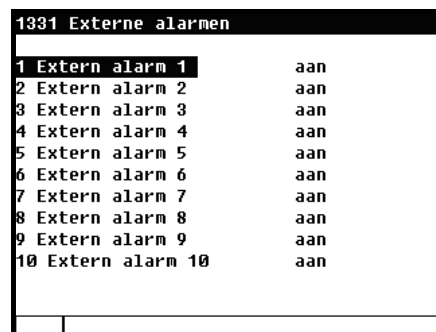 1331 Externe alarmen
1 Extern alarm 1 aan
2 Extern alarm 2 aan
3 Extern alarm 3 aan
4 Extern alarm 4 aan
5 Extern alarm 5 aan
6 Extern alarm 6 aan
7 Extern alarm 7 aan
8 Extern alarm 8 aan
9 Extern alarm 9 aan
10 Extern alarm 10 aan